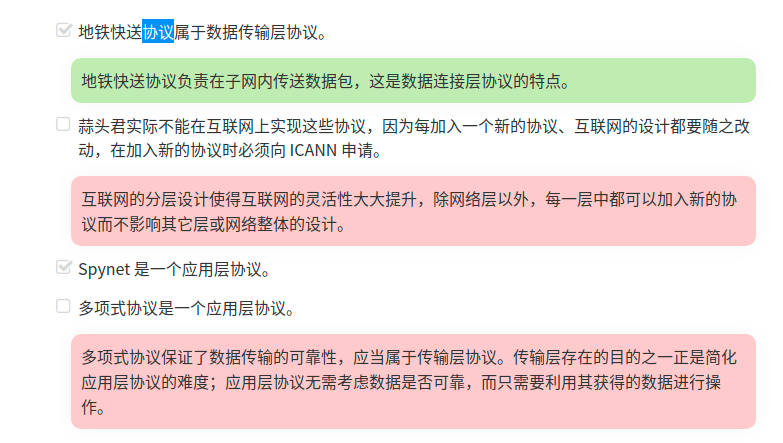 地铁快送协议属于数据传输层协议。
地铁快送协议负责在子网内传送数据包，这是数据连接层协议的特点。
蒜头君实际不能在互联网上实现这些协议，因为每加入一个新的协议、互联网的设计都要随之改
动，在加入新的协议时必须向 ICANN 申请。
互联网的分层设计使得互联网的灵活性大大提升，除网络层以外，每一层中都可以加入新的协
议而不影响其它层或网络整体的设计。
Spynet 是一个应用层协议。
多项式协议是一个应用层协议。
多项式协议保证了数据传输的可靠性，应当属于传输层协议。传输层存在的目的之一正是简化
应用层协议的难度；应用层协议无需考虑数据是否可靠，而只需要利用其获得的数据进行操
作。